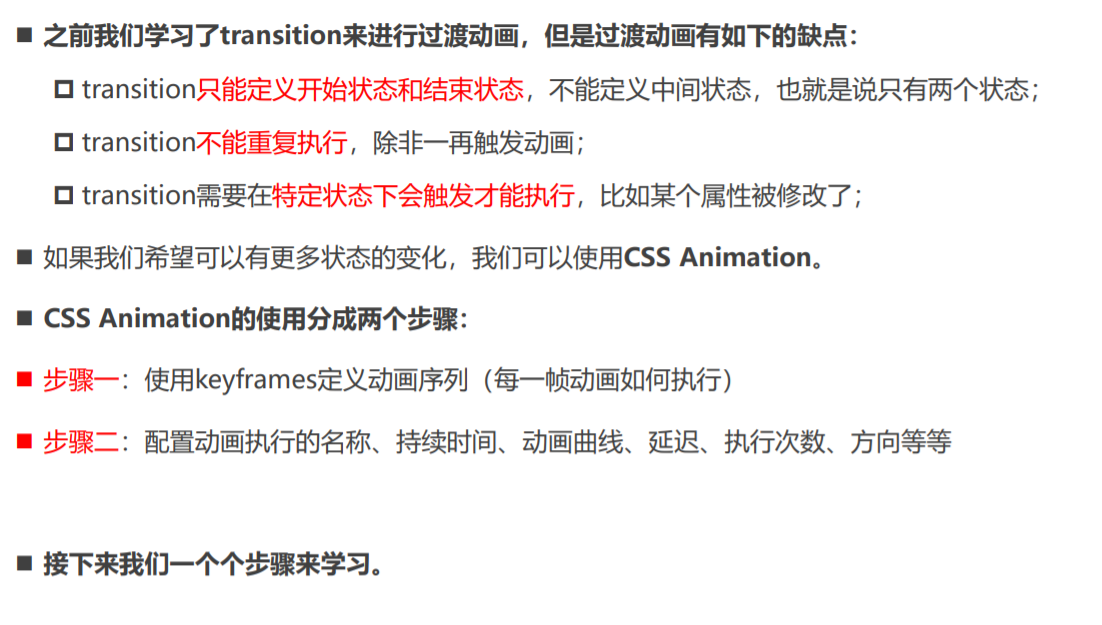 之前我们学习了transition来进行过渡动画，但是过渡动画有如下的缺点：
transition只能定义开始状态和结束状态，不能定义中间状态，也就是说只有两个状态；
transition不能重复执行，除非一再触发动画；
transition需要在特定状态下会触发才能执行，比如某个属性被修改了；
如果我们希望可以有更多状态的变化，我们可以使用CSS Animation。
CSS Animation的使用分成两个步骤：
步骤一：使用keyframes定义动画序列（每一帧动画如何执行）
步骤二：配置动画执行的名称、持续时间、动画曲线、延迟、执行次数、方向等等
接下来我们一个个步骤来学习。